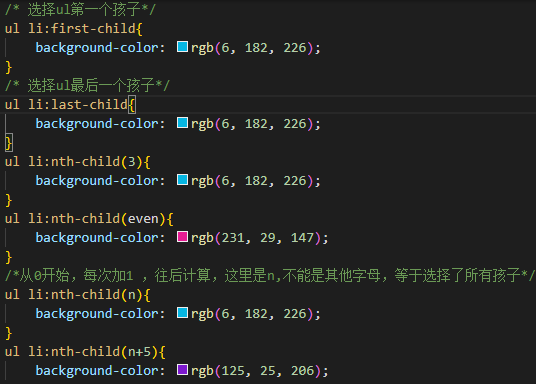 /* 选择ul第一个孩子*/
ul li:first-child{
    background-color: rgb(6, 182, 226);
}
/* 选择ul最后一个孩子*/
ul li:last-child{
    background-color: rgb(6, 182, 226);
}
ul li:nth-child(3){
    background-color: rgb(6, 182, 226);
}
ul li:nth-child(even){
    background-color: rgb(231, 29, 147);
}
/*从0开始，每次加1 ，往后计算，这里是n,不能是其他字母，等于选择了所有孩子*/
ul li:nth-child(n){
    background-color: rgb(6, 182, 226);
}
ul li:nth-child(n+5){
    background-color: rgb(125, 25, 206);